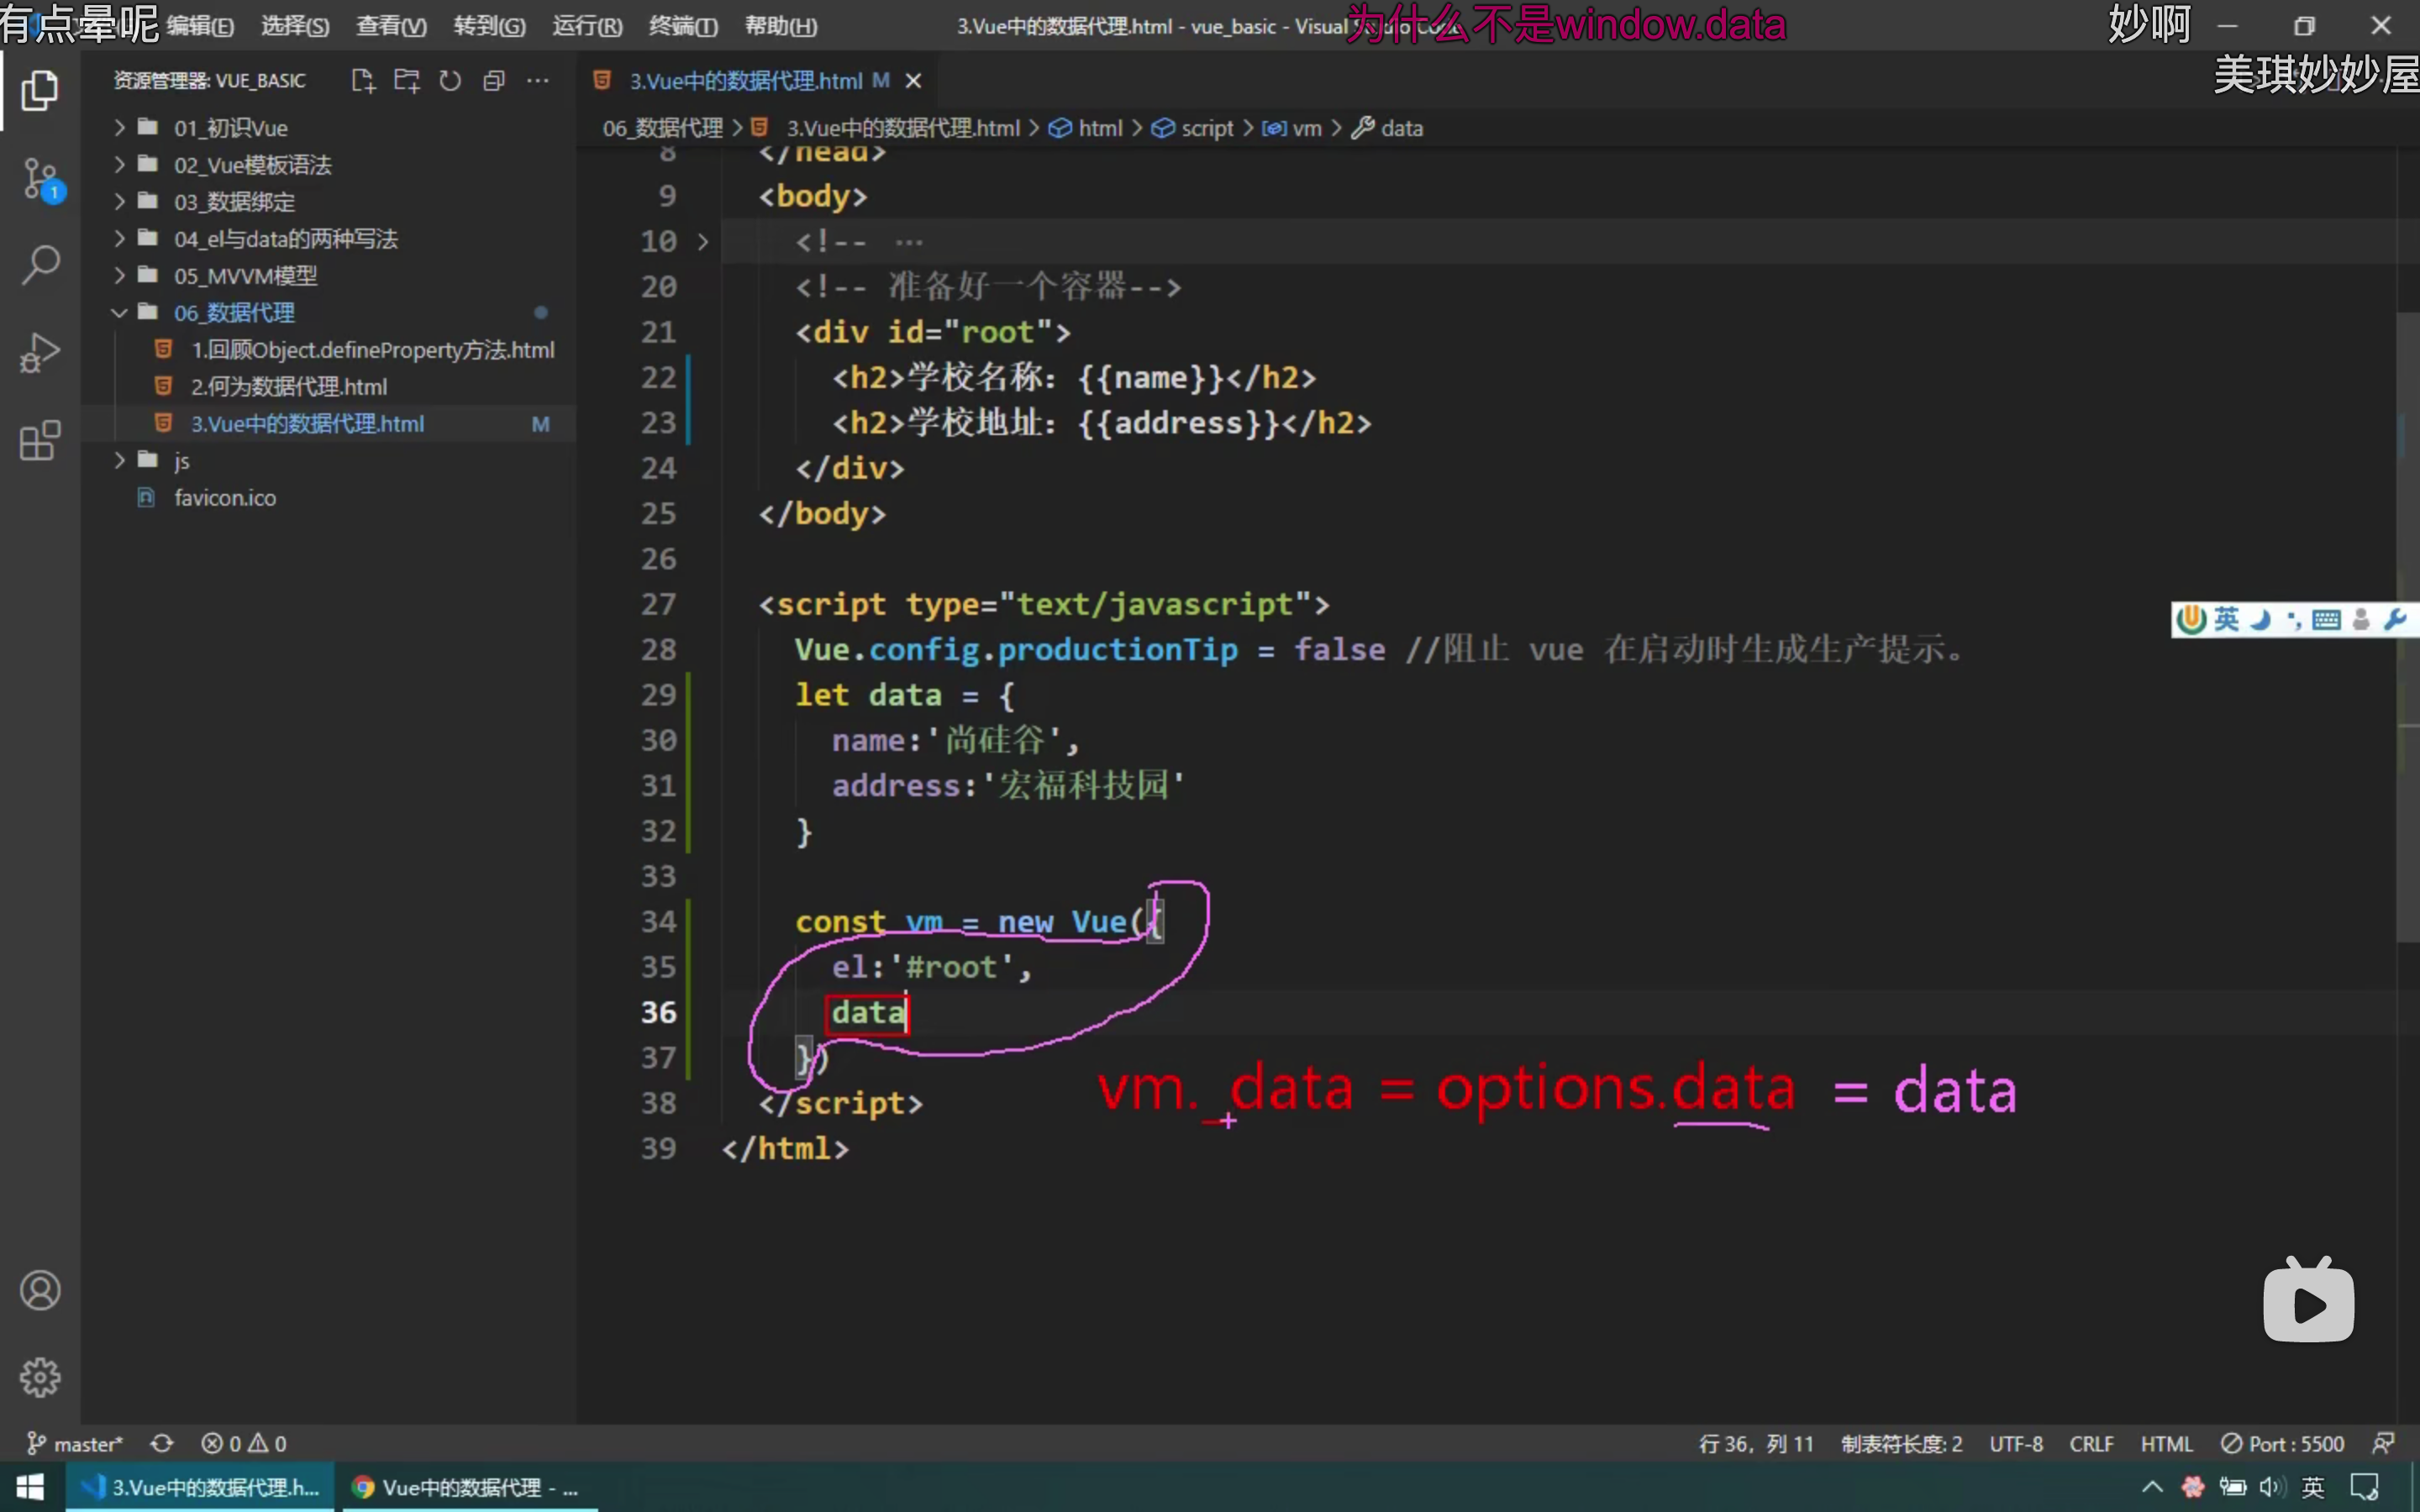 有点晕呢
编辑(E) 选择(S) 查看(V) 转到(G) 运行(R) 终端(T) 帮助(H)
3.Vue中的数据代理.html - vue_basic - Visual Studio Code
为什么不是window.data
妙啊
美琪妙妙屋
资源管理器: VUE_BASIC
3.Vue中的数据代理.html M
06_数据代理 > 3.Vue中的数据代理.html > html > script > vm > data
01_初识Vue
02_Vue模板语法
03_数据绑定
04_el与data的两种写法
05_MVVM模型
06_数据代理
1.回顾Object.defineProperty方法.html
2.何为数据代理.html
3.Vue中的数据代理.html M
js
favicon.ico
1
8 </head>
9 <body>
10 <!-- ···
20 <!-- 准备好一个容器-->
21 <div id="root">
22 <h2>学校名称：{{name}}</h2>
23 <h2>学校地址：{{address}}</h2>
24 </div>
25 </body>
26
27 <script type="text/javascript">
28 Vue.config.productionTip = false //阻止 vue 在启动时生成生产提示。
29 let data = {
30 name:'尚硅谷',
31 address:'宏福科技园'
32 }
33
34 const vm = new Vue({
35 el:'#root',
36 data
37 })
38 </script>
39 </html>
vm._data = options.data = data
英
master* 0 0
行 36，列 11 制表符长度: 2 UTF-8 CRLF HTML Port : 5500
3.Vue中的数据代理.h...
Vue中的数据代理 - ...
英